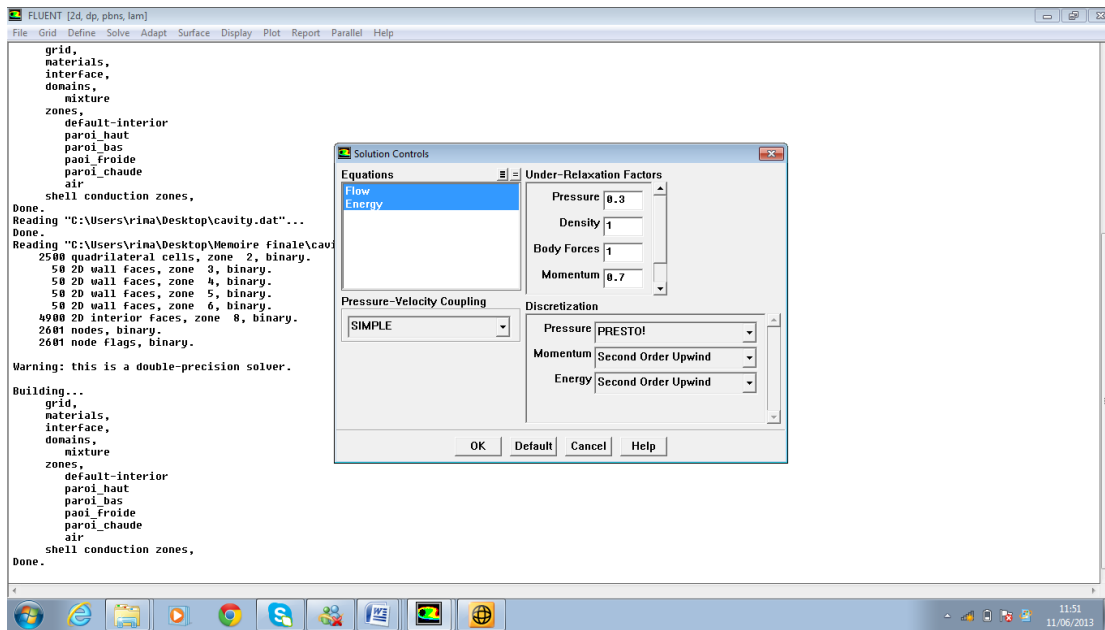 FLUENT [2d, dp, pbns, lam]
File Grid Define Solve Adapt Surface Display Plot Report Parallel Help
grid,
materials,
interface,
domains,
mixture
zones,
default-interior
paroi_haut
paroi_bas
paoi_froide
paroi_chaude
air
shell conduction zones,
Done.
Reading "C:\Users\rima\Desktop\cavity.dat"...
Done.
Reading "C:\Users\rima\Desktop\Memoire finale\cavi
2500 quadrilateral cells, zone 2, binary.
50 2D wall faces, zone 3, binary.
50 2D wall faces, zone 4, binary.
50 2D wall faces, zone 5, binary.
50 2D wall faces, zone 6, binary.
4900 2D interior faces, zone 8, binary.
2601 nodes, binary.
2601 node flags, binary.
Warning: this is a double-precision solver.
Building...
grid,
materials,
interface,
domains,
mixture
zones,
default-interior
paroi_haut
paroi_bas
paoi_froide
paroi_chaude
air
shell conduction zones,
Done.
Solution Controls
Equations
Flow
Energy
Under-Relaxation Factors
Pressure 0.3
Density 1
Body Forces 1
Momentum 0.7
Pressure-Velocity Coupling
SIMPLE
Discretization
Pressure PRESTO!
Momentum Second Order Upwind
Energy Second Order Upwind
OK Default Cancel Help
11:51
11/06/2013